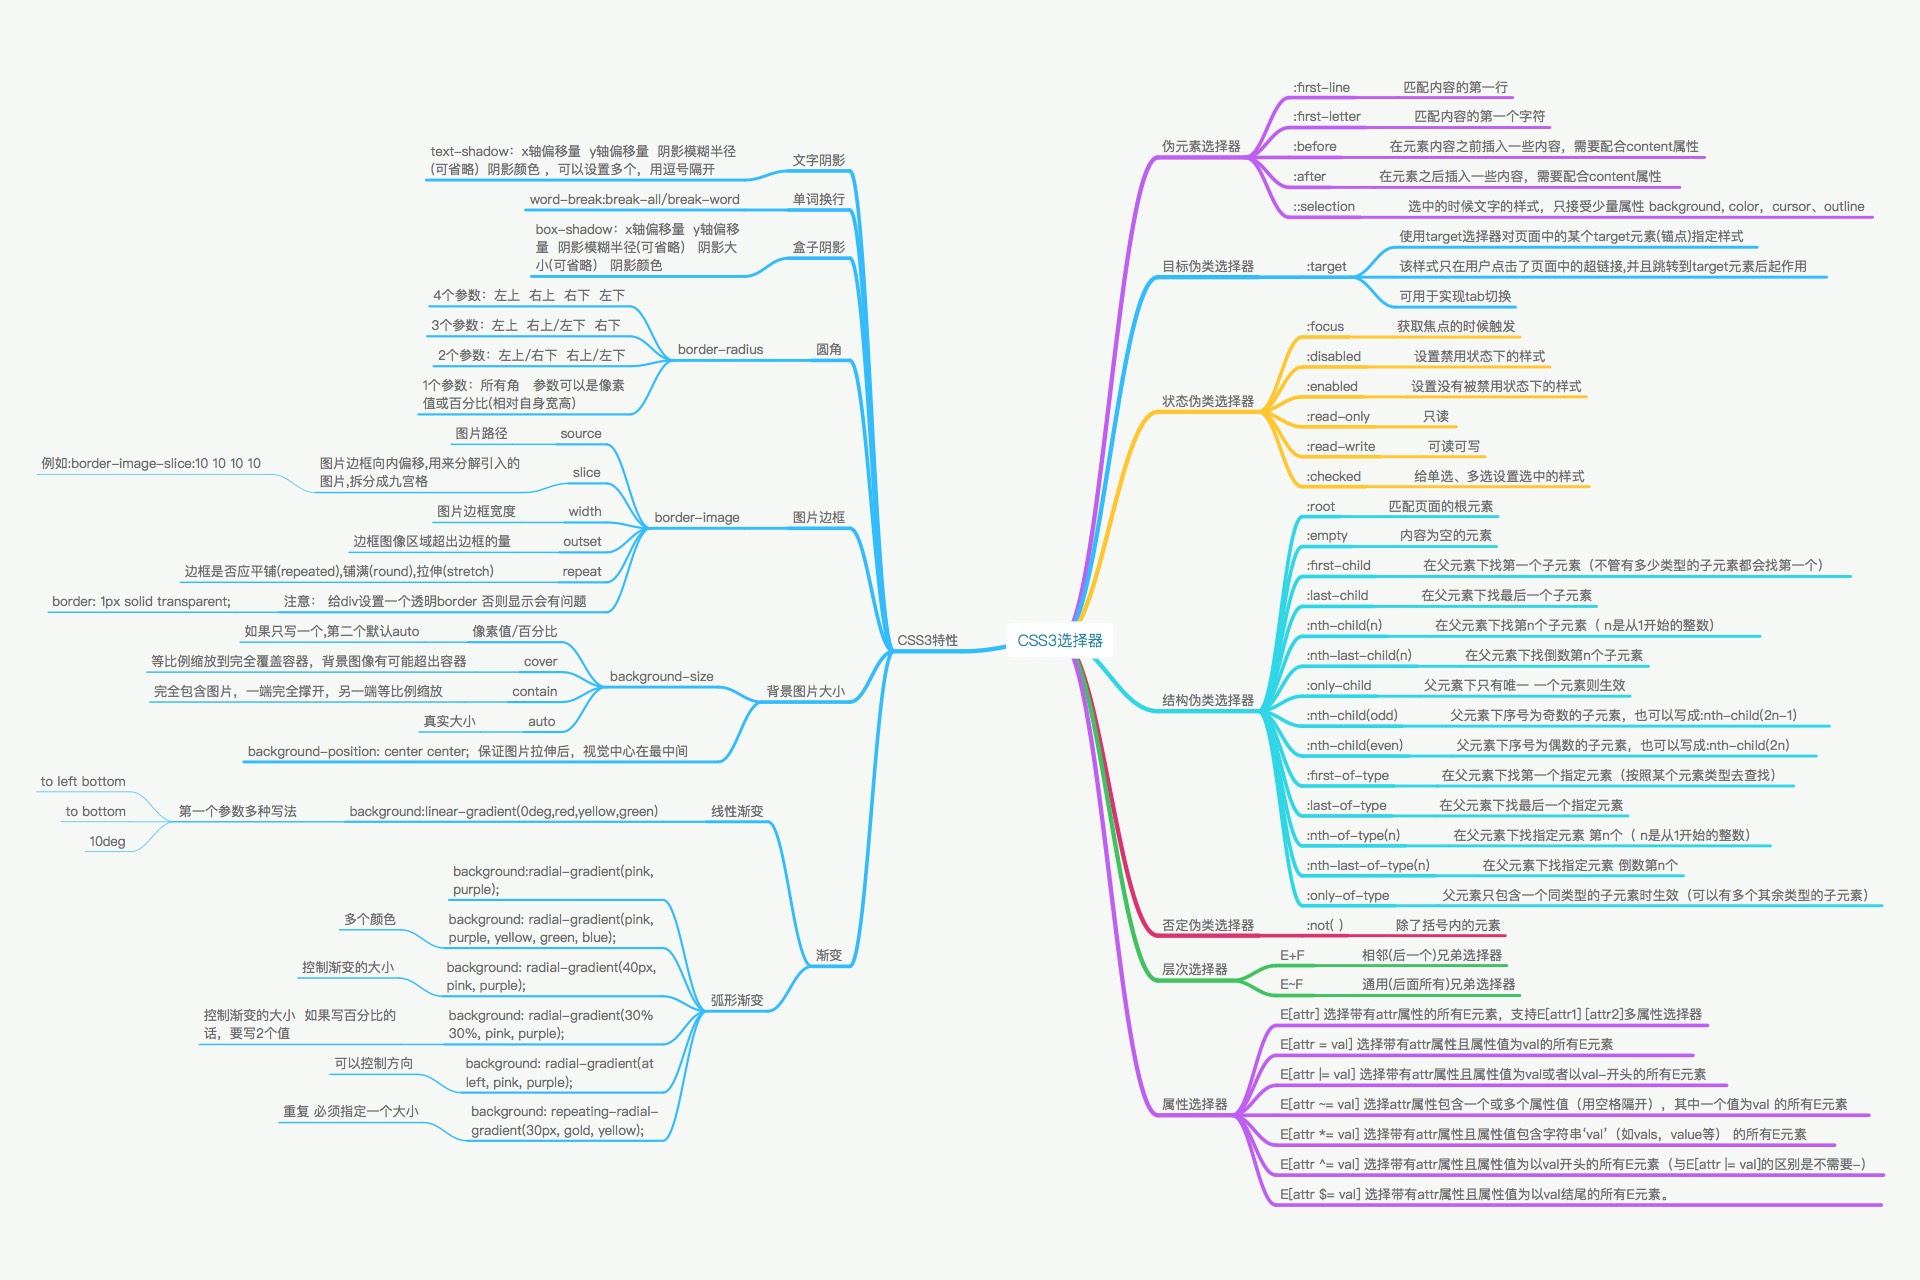 CSS3选择器
伪元素选择器
:first-line 匹配内容的第一行
:first-letter 匹配内容的第一个字符
:before 在元素内容之前插入一些内容，需要配合content属性
:after 在元素之后插入一些内容，需要配合content属性
::selection 选中的时候文字的样式，只接受少量属性 background, color，cursor、outline
目标伪类选择器
:target
使用target选择器对页面中的某个target元素(锚点)指定样式
该样式只在用户点击了页面中的超链接,并且跳转到target元素后起作用
可用于实现tab切换
状态伪类选择器
:focus 获取焦点的时候触发
:disabled 设置禁用状态下的样式
:enabled 设置没有被禁用状态下的样式
:read-only 只读
:read-write 可读可写
:checked 给单选、多选设置选中的样式
结构伪类选择器
:root 匹配页面的根元素
:empty 内容为空的元素
:first-child 在父元素下找第一个子元素（不管有多少类型的子元素都会找第一个）
:last-child 在父元素下找最后一个子元素
:nth-child(n) 在父元素下找第n个子元素（ n是从1开始的整数）
:nth-last-child(n) 在父元素下找倒数第n个子元素
:only-child 父元素下只有唯一 一个元素则生效
:nth-child(odd) 父元素下序号为奇数的子元素，也可以写成:nth-child(2n-1)
:nth-child(even) 父元素下序号为偶数的子元素，也可以写成:nth-child(2n)
:first-of-type 在父元素下找第一个指定元素（按照某个元素类型去查找）
:last-of-type 在父元素下找最后一个指定元素
:nth-of-type(n) 在父元素下找指定元素 第n个（ n是从1开始的整数）
:nth-last-of-type(n) 在父元素下找指定元素 倒数第n个
:only-of-type 父元素只包含一个同类型的子元素时生效（可以有多个其余类型的子元素）
否定伪类选择器
:not( ) 除了括号内的元素
层次选择器
E+F 相邻(后一个)兄弟选择器
E~F 通用(后面所有)兄弟选择器
属性选择器
E[attr] 选择带有attr属性的所有E元素，支持E[attr1] [attr2]多属性选择器
E[attr = val] 选择带有attr属性且属性值为val的所有E元素
E[attr |= val] 选择带有attr属性且属性值为val或者以val-开头的所有E元素
E[attr ~= val] 选择attr属性包含一个或多个属性值（用空格隔开），其中一个值为val 的所有E元素
E[attr *= val] 选择带有attr属性且属性值包含字符串‘val’（如vals，value等） 的所有E元素
E[attr ^= val] 选择带有attr属性且属性值为以val开头的所有E元素（与E[attr |= val]的区别是不需要-）
E[attr $= val] 选择带有attr属性且属性值为以val结尾的所有E元素。
CSS3特性
文字阴影
text-shadow：x轴偏移量 y轴偏移量 阴影模糊半径
(可省略) 阴影颜色 ，可以设置多个，用逗号隔开
单词换行
word-break:break-all/break-word
盒子阴影
box-shadow：x轴偏移量 y轴偏移
量 阴影模糊半径(可省略) 阴影大
小(可省略) 阴影颜色
圆角
border-radius
4个参数：左上 右上 右下 左下
3个参数：左上 右上/左下 右下
2个参数：左上/右下 右上/左下
1个参数：所有角 参数可以是像素
值或百分比(相对自身宽高)
图片边框
border-image
source
图片路径
slice
图片边框向内偏移,用来分解引入的
图片,拆分成九宫格
例如:border-image-slice:10 10 10 10
width
图片边框宽度
outset
边框图像区域超出边框的量
repeat
边框是否应平铺(repeated),铺满(round),拉伸(stretch)
注意： 给div设置一个透明border 否则显示会有问题
border: 1px solid transparent;
背景图片大小
background-size
像素值/百分比
如果只写一个,第二个默认auto
cover
等比例缩放到完全覆盖容器，背景图像有可能超出容器
contain
完全包含图片，一端完全撑开，另一端等比例缩放
auto
真实大小
background-position: center center; 保证图片拉伸后，视觉中心在最中间
渐变
线性渐变
background:linear-gradient(0deg,red,yellow,green)
第一个参数多种写法
to left bottom
to bottom
10deg
弧形渐变
background:radial-gradient(pink,
purple);
background: radial-gradient(pink,
purple, yellow, green, blue);
多个颜色
background: radial-gradient(40px,
pink, purple);
控制渐变的大小
background: radial-gradient(30%
30%, pink, purple);
控制渐变的大小 如果写百分比的
话，要写2个值
background: radial-gradient(at
left, pink, purple);
可以控制方向
background: repeating-radial-
gradient(30px, gold, yellow);
重复 必须指定一个大小